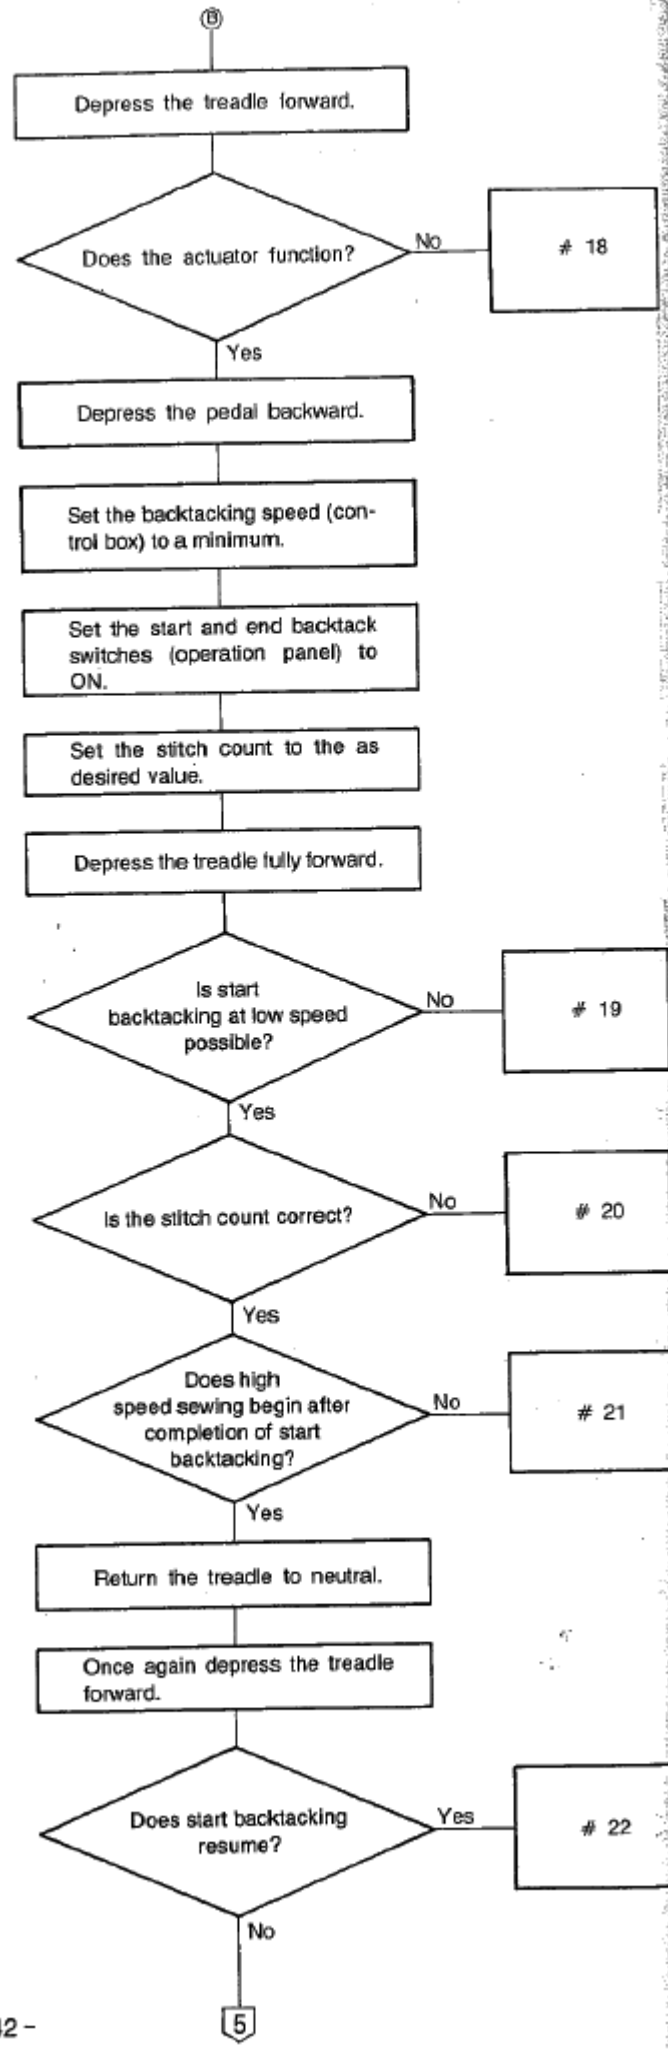 B
Depress the treadle forward.
Does the actuator function?
No
# 18
Yes
Depress the pedal backward.
Set the backtacking speed (con-
trol box) to a minimum.
Set the start and end backtack
switches (operation panel) to
ON.
Set the stitch count to the as
desired value.
Depress the treadle fully forward.
Is start
backtacking at low speed
possible?
No
# 19
Yes
Is the stitch count correct?
No
# 20
Yes
Does high
speed sewing begin after
completion of start
backtacking?
No
# 21
Yes
Return the treadle to neutral.
Once again depress the treadle
forward.
Does start backtacking
resume?
Yes
# 22
No
5
42 -